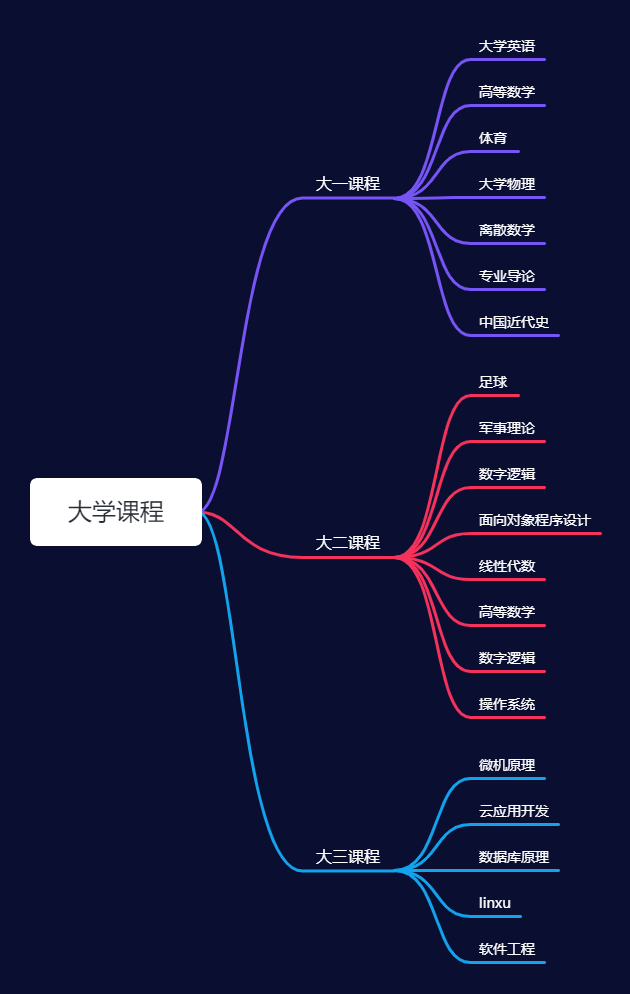 大学课程
大一课程
大学英语
高等数学
体育
大学物理
离散数学
专业导论
中国近代史
大二课程
足球
军事理论
数字逻辑
面向对象程序设计
线性代数
高等数学
数字逻辑
操作系统
大三课程
微机原理
云应用开发
数据库原理
linxu
软件工程